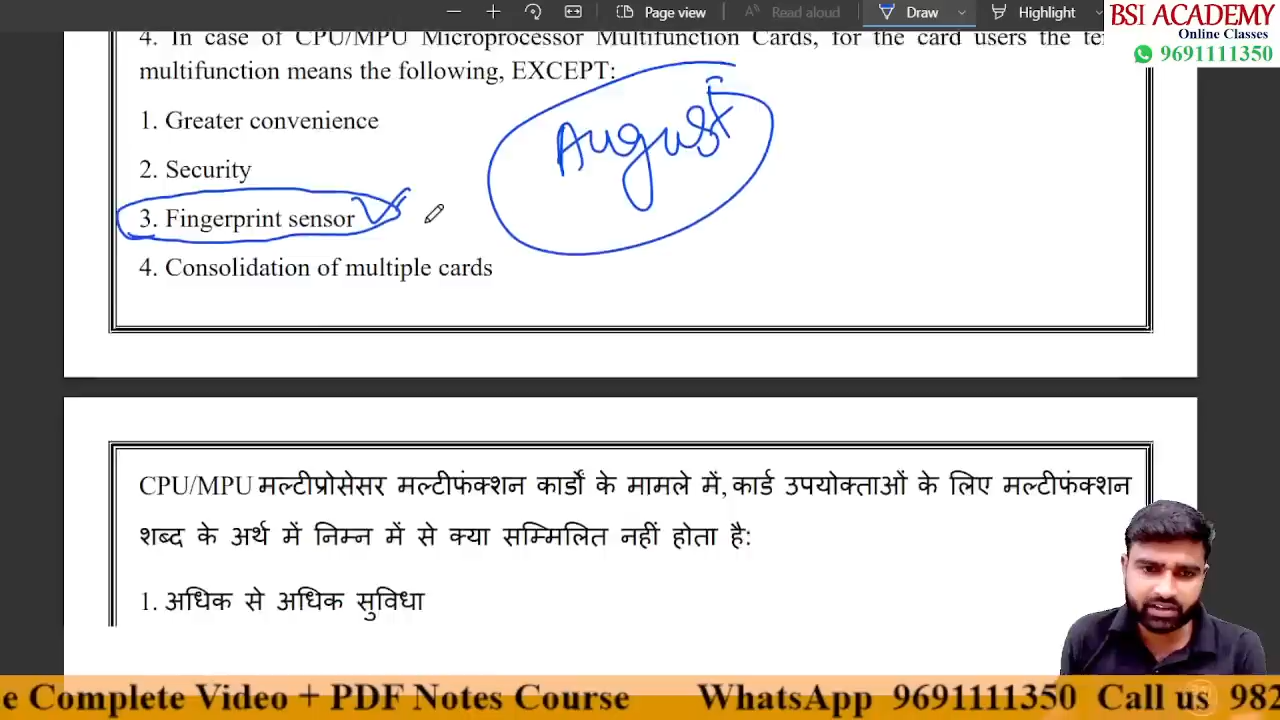 Page view
Read aloud
Draw
Highlight
BSI ACADEMY
Online Classes
9691111350
4. In case of CPU/MPU Microprocessor Multifunction Cards, for the card users the
multifunction means the following, EXCEPT:
1. Greater convenience
2. Security
3. Fingerprint sensor
4. Consolidation of multiple cards
August
CPU/MPU मल्टीप्रोसेसर मल्टीफंक्शन कार्डों के मामले में, कार्ड उपयोक्ताओं के लिए मल्टीफंक्शन
शब्द के अर्थ में निम्न में से क्या सम्मिलित नहीं होता है:
1. अधिक से अधिक सुविधा
e Complete Video + PDF Notes Course WhatsApp 9691111350 Call us 982